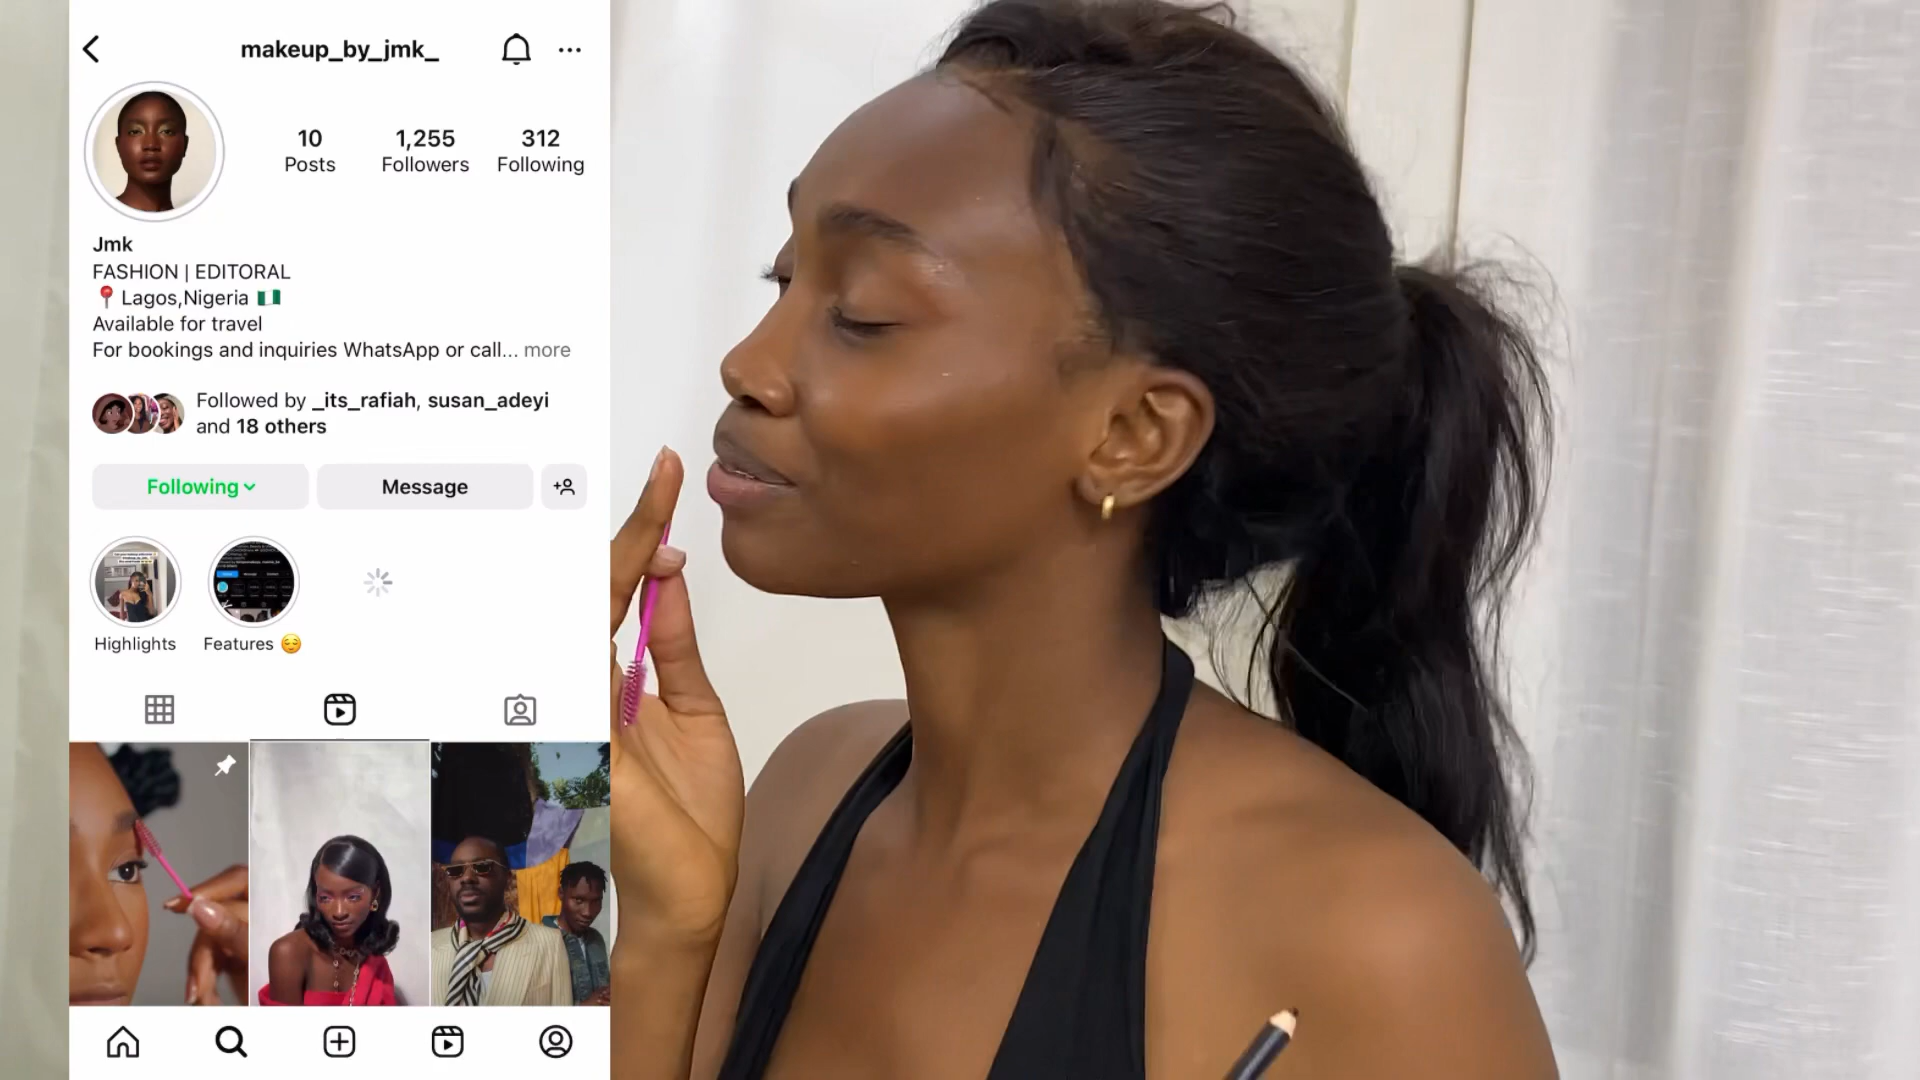 makeup_by_jmk_
10 1,255 312
Posts Followers Following
Jmk
FASHION | EDITORAL
📍 Lagos,Nigeria 🇳🇬
Available for travel
For bookings and inquiries WhatsApp or call... more
Followed by _its_rafiah, susan_adeyi
and 18 others
Following Message
Highlights Features 😌